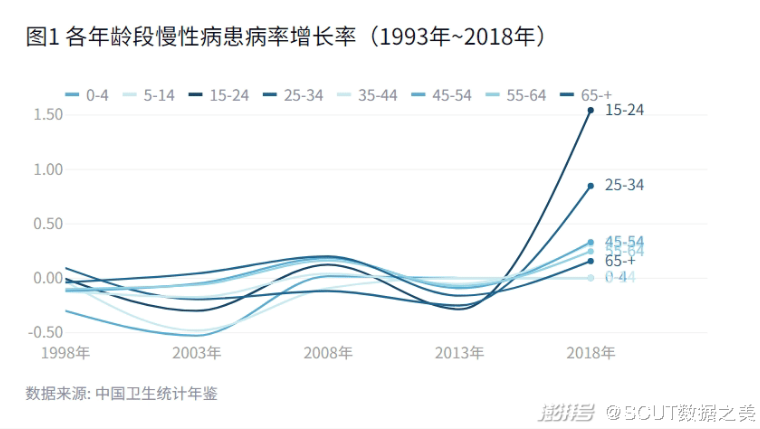 图1 各年龄段慢性病患病率增长率（1993年~2018年）
0-4 5-14 15-24 25-34 35-44 45-54 55-64 65-+
1.50
15-24
1.00
25-34
0.50
45-54
55-64
65-+
0.00
0-4
-0.50
1998年 2003年 2008年 2013年 2018年
数据来源: 中国卫生统计年鉴
澎湃号 @SCUT数据之美